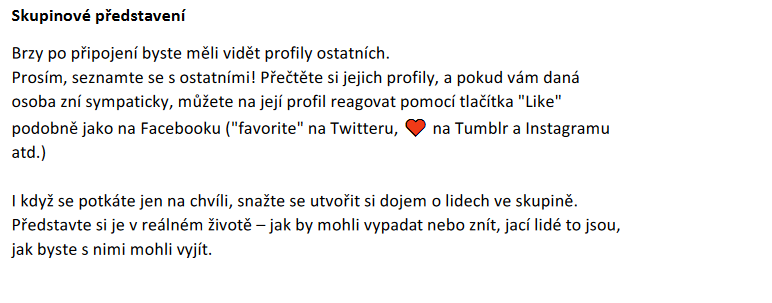 Skupinové představení
Brzy po připojení byste měli vidět profily ostatních.
Prosím, seznamte se s ostatními! Přečtěte si jejich profily, a pokud vám daná
osoba zní sympaticky, můžete na její profil reagovat pomocí tlačítka "Like"
podobně jako na Facebooku ("favorite" na Twitteru, ❤ na Tumblr a Instagramu
atd.)
I když se potkáte jen na chvíli, snažte se utvořit si dojem o lidech ve skupině.
Představte si je v reálném životě – jak by mohli vypadat nebo znít, jací lidé to jsou,
jak byste s nimi mohli vyjít.